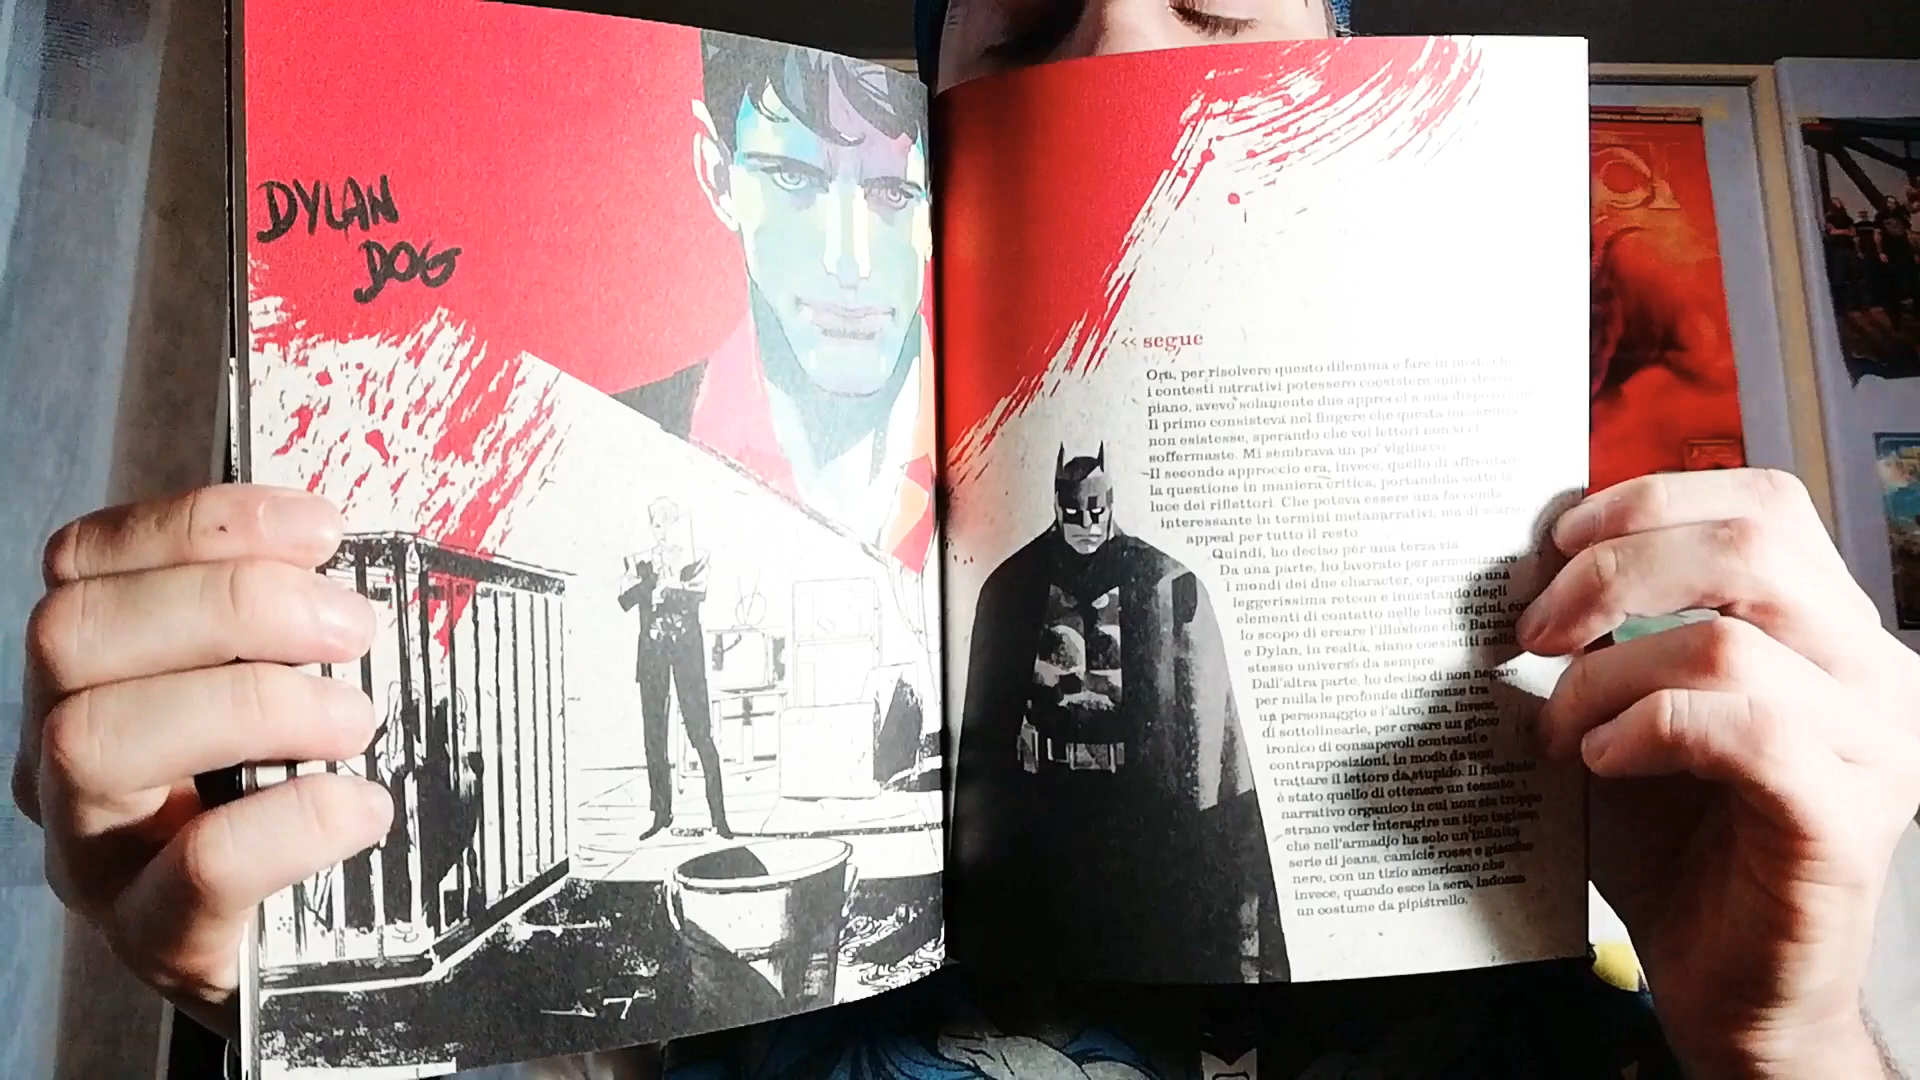 DYLAN
DOG
<< segue
Ora, per risolvere questo dilemma e fare in modo che
i contesti narrativi potessero coesistere sullo stesso
piano, avevo solamente due approcci a mia disposizione
Il primo consisteva nel fingere che questa
non esistesse, sperando che voi lettori non vi ci
soffermaste. Mi sembrava un po' vigliacco
Il secondo approccio era, invece, quello di affrontare
la questione in maniera critica, portandola sotto la
luce dei riflettori. Che poteva essere una faccenda
interessante in termini metanarrativi, ma di scarso
appeal per tutto il resto
Quindi, ho deciso per una terza via
Da una parte, ho lavorato per armonizzare
i mondi dei due character, operando una
leggerissima retcon e innestando degli
elementi di contatto nelle loro origini, con
lo scopo di creare l'illusione che Batman
e Dylan, in realtà, siano coesistiti nello
stesso universo da sempre
Dall'altra parte, ho deciso di non negare
per nulla le profonde differenze tra
un personaggio e l'altro, ma, invece,
di sottolinearle, per creare un gioco
ironico di consapevoli contrasti e
contrapposizioni, in modo da non
trattare il lettore da stupido. Il risultato
è stato quello di ottenere un tessuto
narrativo organico in cui non sia troppo
strano veder interagire un tipo inglese,
che nell'armadio ha solo un'infinita
serie di jeans, camicie rosse e giacche
nere, con un tizio americano che
invece, quando esce la sera, indossa
un costume da pipistrello.